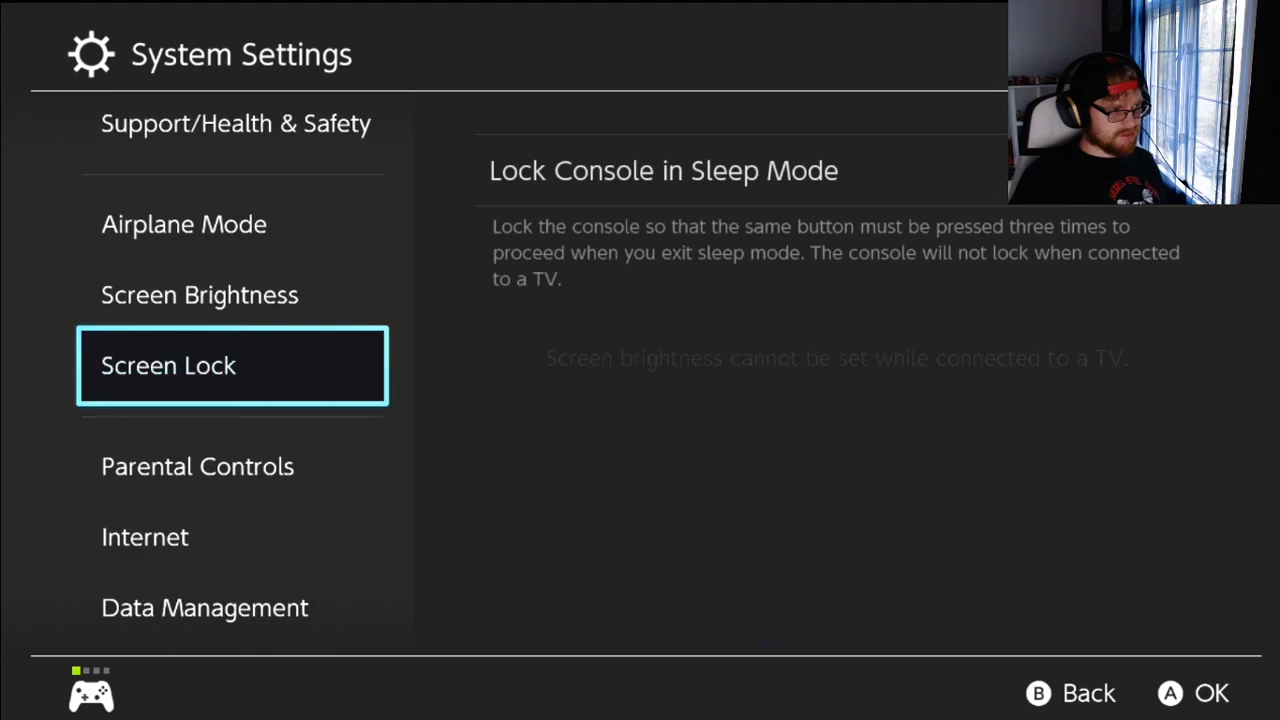 System Settings
Support/Health & Safety
Airplane Mode
Screen Brightness
Screen Lock
Parental Controls
Internet
Data Management
Lock Console in Sleep Mode
Lock the console so that the same button must be pressed three times to
proceed when you exit sleep mode. The console will not lock when connected
to a TV.
Screen brightness cannot be set while connected to a TV.
B Back
A OK